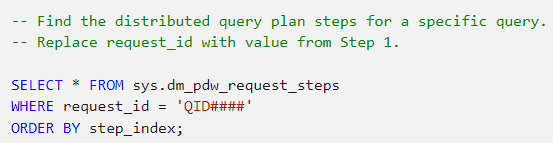 -- Find the distributed query plan steps for a specific query.
-- Replace request_id with value from Step 1.
SELECT * FROM sys.dm_pdw_request_steps
WHERE request_id = 'QID####'
ORDER BY step_index;